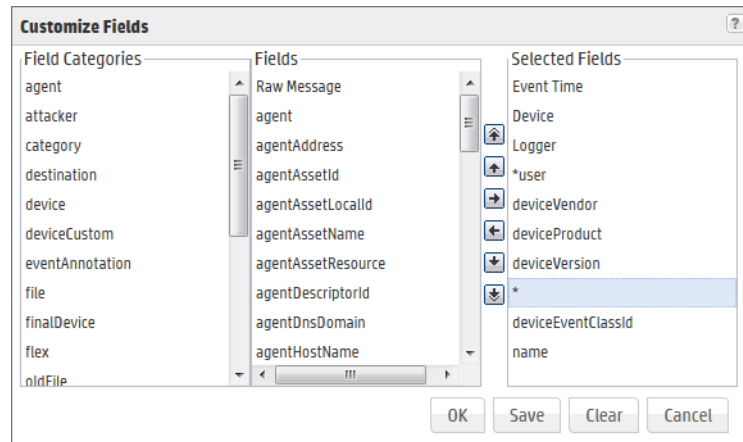 Customize Fields
?
Field Categories
agent
attacker
category
destination
device
deviceCustom
eventAnnotation
file
finalDevice
flex
oldFile
Fields
Raw Message
agent
agentAddress
agentAssetId
agentAssetLocalId
agentAssetName
agentAssetResource
agentDescriptorId
agentDnsDomain
agentHostName
Selected Fields
Event Time
Device
Logger
*user
deviceVendor
deviceProduct
deviceVersion
*
deviceEventClassId
name
OK
Save
Clear
Cancel